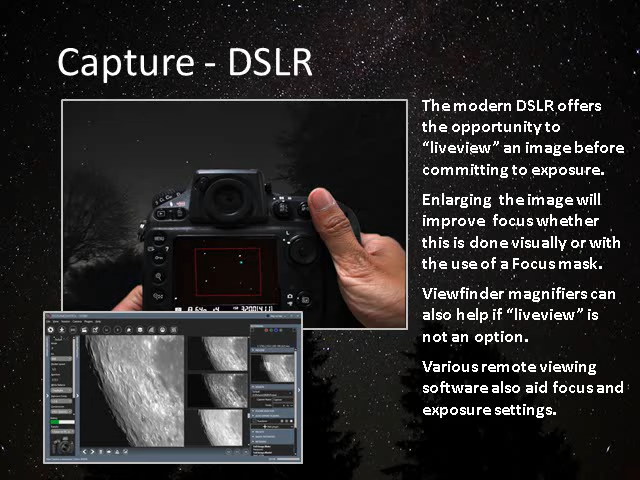 Capture - DSLR
The modern DSLR offers
the opportunity to
“liveview” an image before
committing to exposure.
Enlarging the image will
improve focus whether
this is done visually or with
the use of a Focus mask.
Viewfinder magnifiers can
also help if “liveview” is
not an option.
Various remote viewing
software also aid focus and
exposure settings.